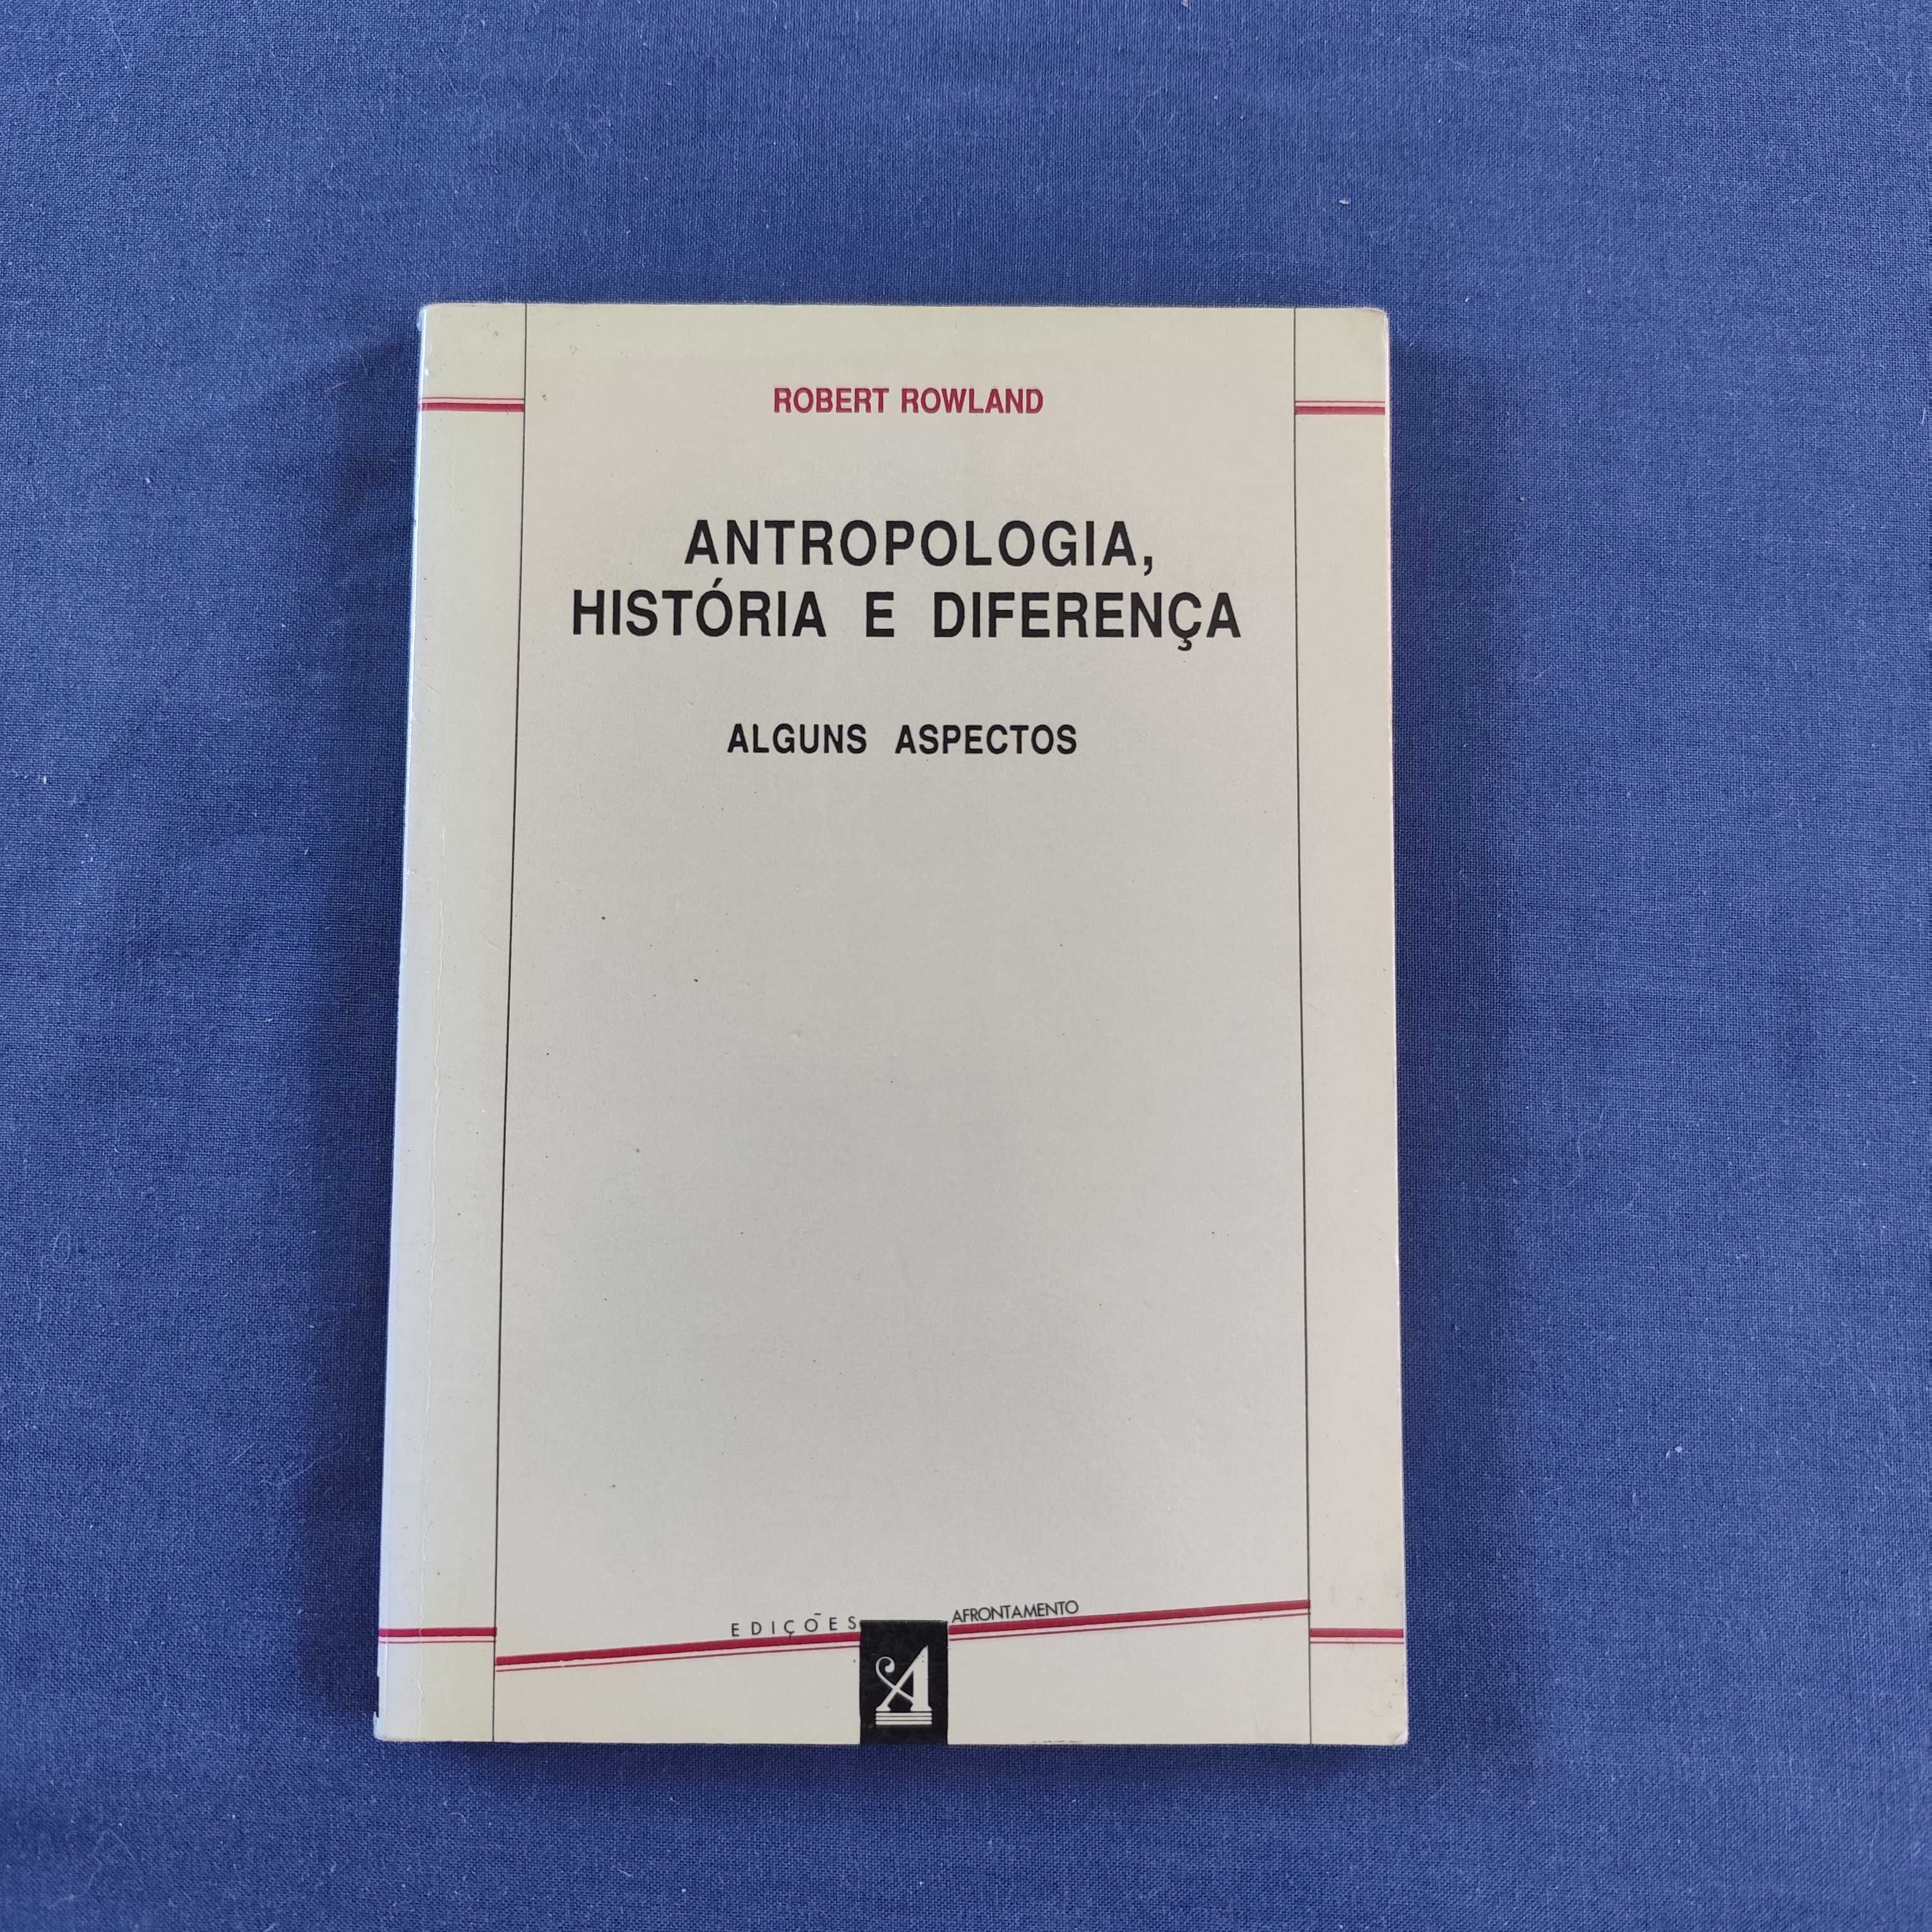 ROBERT ROWLAND
ANTROPOLOGIA,
HISTÓRIA E DIFERENÇA
ALGUNS ASPECTOS
EDIÇÕES AFRONTAMENTO
A